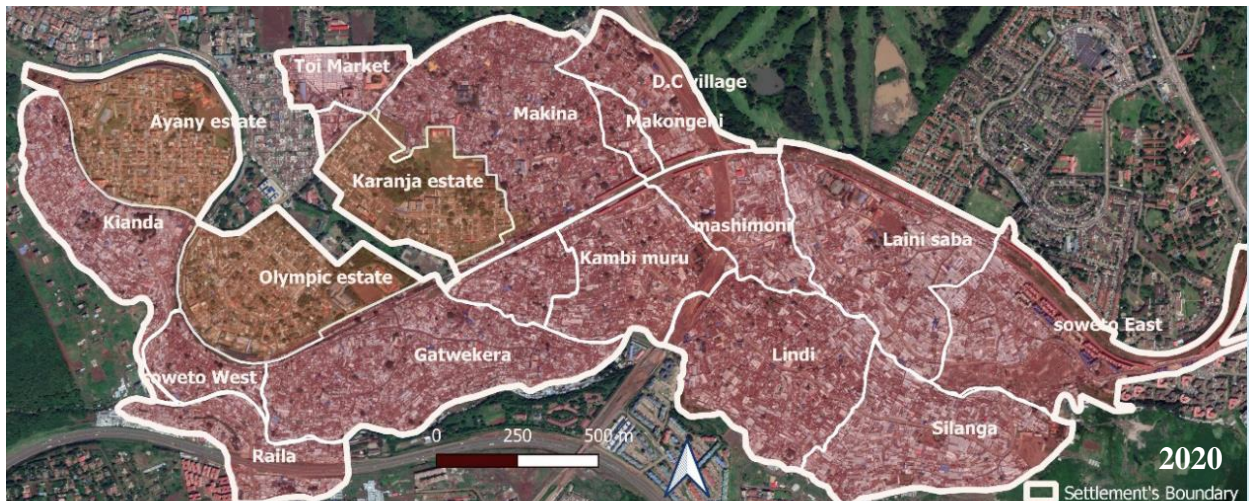 Toi Market
D.C village
Ayany estate
Makina
Makongeni
Karanja estate
Kianda
mashimoni
Laini saba
Kambi muru
Olympic estate
soweto East
Gatwekera
Lindi
soweto West
Silanga
Raila
0 250 500 m
2020
Settlement's Boundary